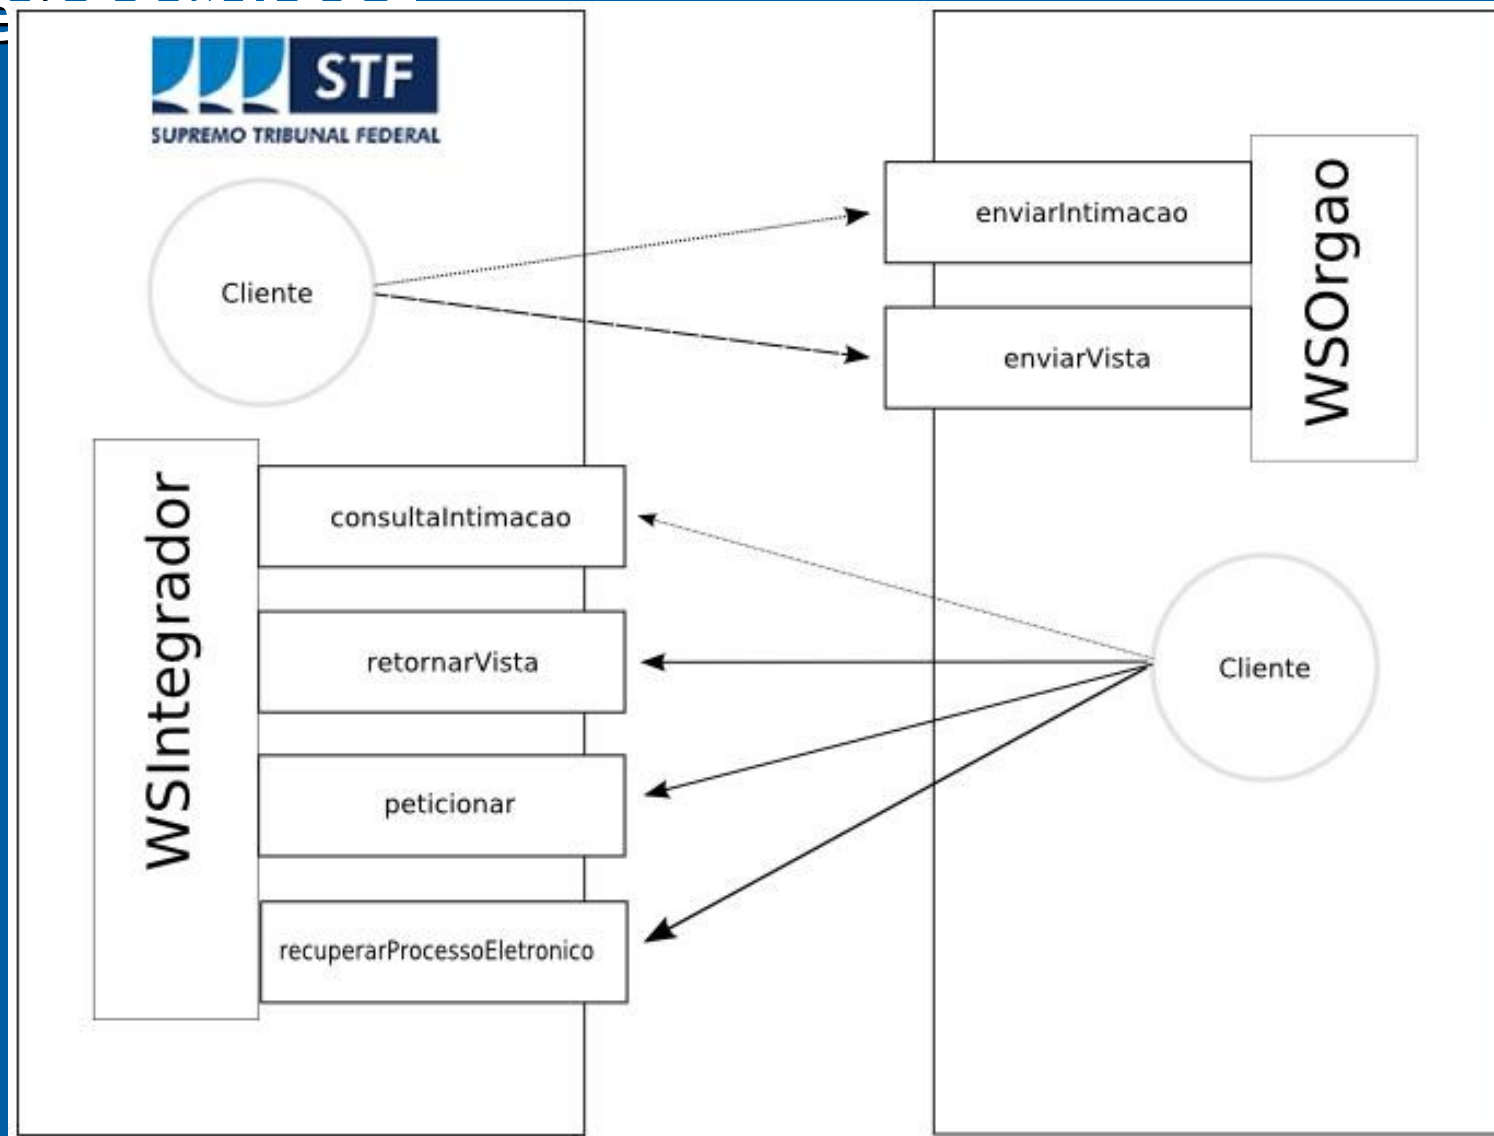 STF
SUPREMO TRIBUNAL FEDERAL
Cliente
enviarIntimacao
enviarVista
WSOrgao
WSIntegrador
consultaIntimacao
retornarVista
peticionar
recuperarProcessoEletronico
Cliente